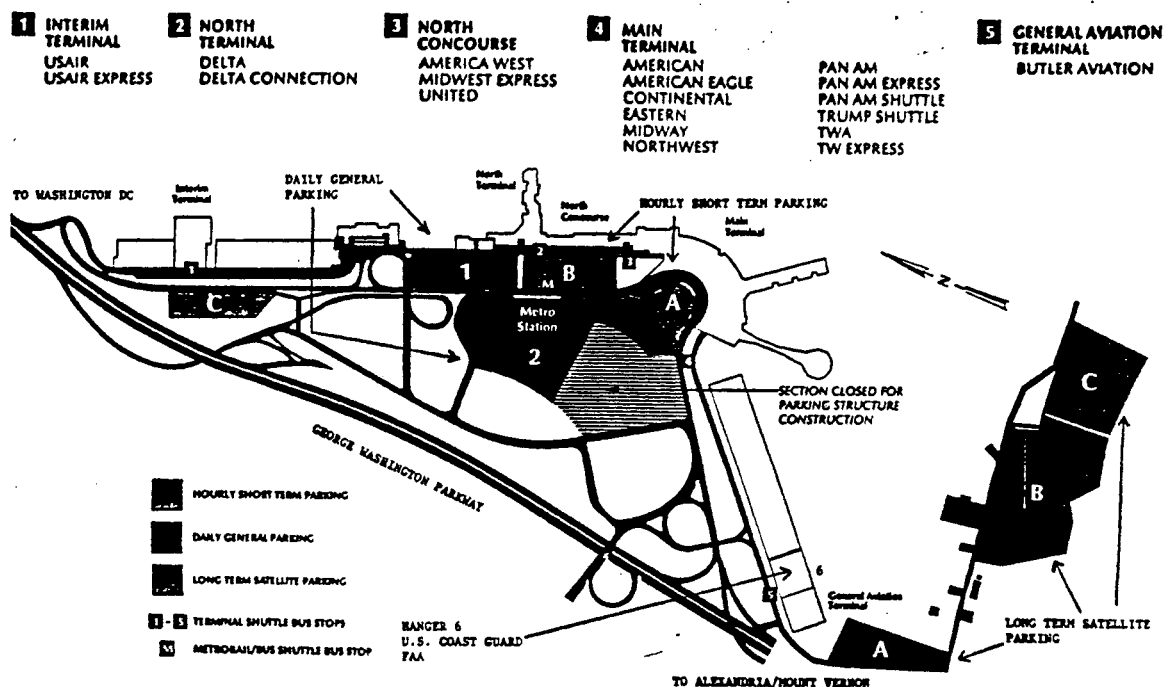 1 INTERIM
TERMINAL
USAIR
USAIR EXPRESS
2 NORTH
TERMINAL
DELTA
DELTA CONNECTION
3 NORTH
CONCOURSE
AMERICA WEST
MIDWEST EXPRESS
UNITED
4 MAIN
TERMINAL
AMERICAN
AMERICAN EAGLE
CONTINENTAL
EASTERN
MIDWAY
NORTHWEST
PAN AM
PAN AM EXPRESS
PAN AM SHUTTLE
TRUMP SHUTTLE
TWA
TW EXPRESS
5 GENERAL AVIATION
TERMINAL
BUTLER AVIATION
TO WASHINGTON DC
Interim
Terminal
DAILY GENERAL
PARKING
North
Terminal
North
Concourse
HOURLY SHORT TERM PARKING
Main
Terminal
1
1
2
B
M
A
C
Metro
Station
2
N
SECTION CLOSED FOR
PARKING STRUCTURE
CONSTRUCTION
C
B
GEORGE WASHINGTON PARKWAY
HOURLY SHORT TERM PARKING
DAILY GENERAL PARKING
LONG TERM SATELLITE PARKING
1 - 5 TERMINAL SHUTTLE BUS STOPS
M METRORAIL/BUS SHUTTLE BUS STOP
HANGER 6
U.S. COAST GUARD
FAA
6
5
General Aviation
Terminal
A
LONG TERM SATELLITE
PARKING
TO ALEXANDRIA/MOUNT VERNON